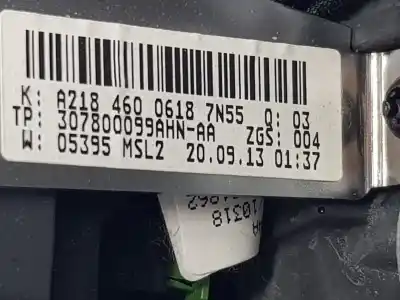 K: A218 460 0618 7N55 Q: 03
TP: 307800099AHN-AA ZGS: 004
W: 05395 MSL2 20.09.13 01:37
10318